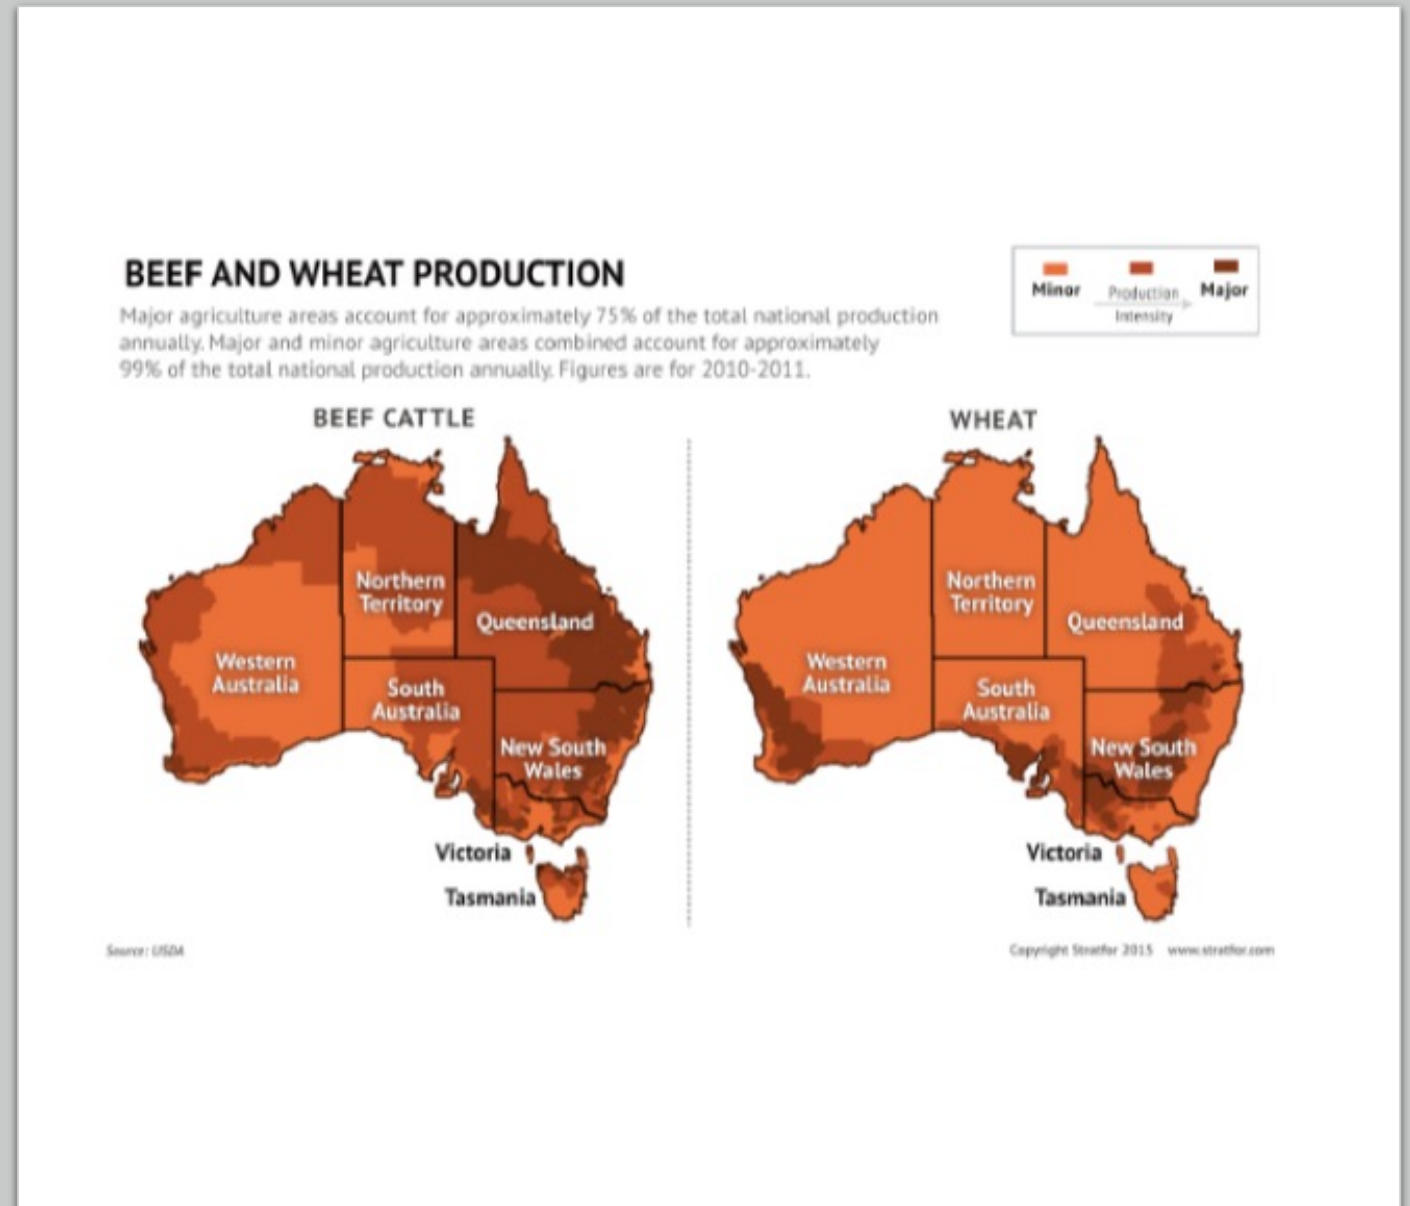 BEEF AND WHEAT PRODUCTION
Major agriculture areas account for approximately 75% of the total national production
annually. Major and minor agriculture areas combined account for approximately
99% of the total national production annually. Figures are for 2010-2011.
Minor
Production
Intensity
Major
BEEF CATTLE
Northern
Territory
Queensland
Western
Australia
South
Australia
New South
Wales
Victoria
Tasmania
WHEAT
Northern
Territory
Queensland
Western
Australia
South
Australia
New South
Wales
Victoria
Tasmania
Source: USDA
Copyright Stratfor 2015 www.stratfor.com